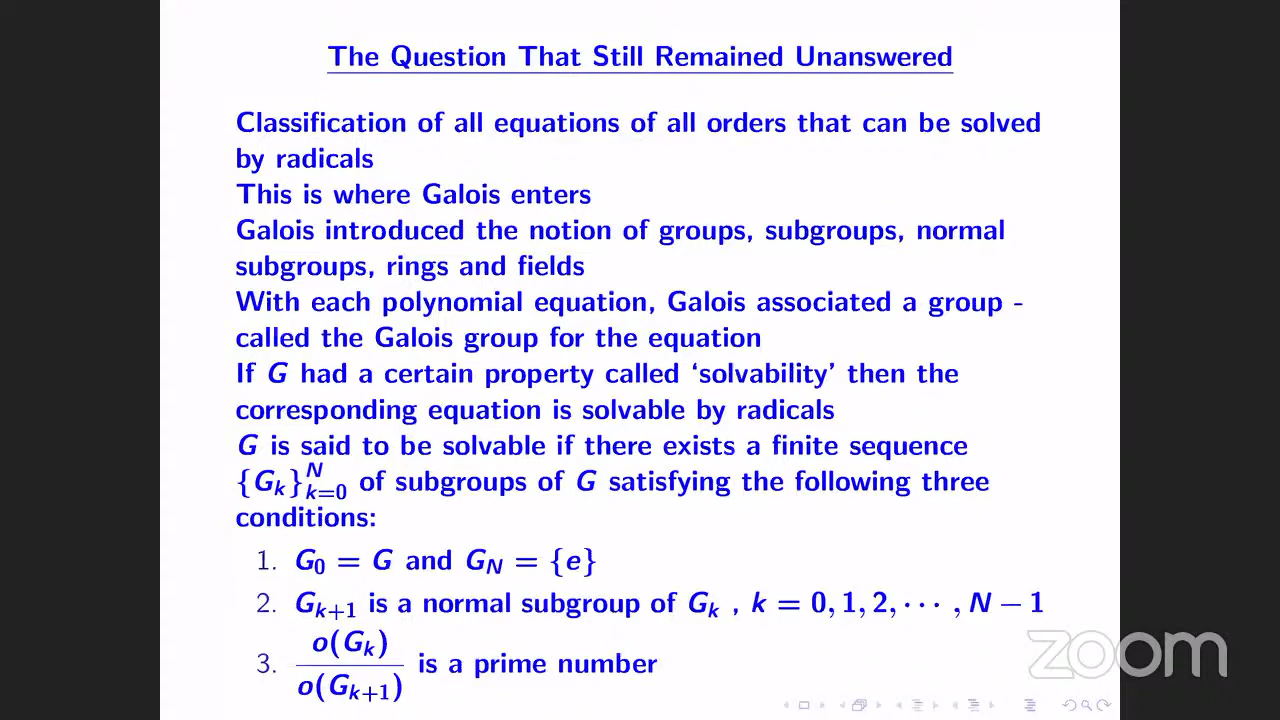 The Question That Still Remained Unanswered
Classification of all equations of all orders that can be solved
by radicals
This is where Galois enters
Galois introduced the notion of groups, subgroups, normal
subgroups, rings and fields
With each polynomial equation, Galois associated a group -
called the Galois group for the equation
If G had a certain property called ‘solvability’ then the
corresponding equation is solvable by radicals
G is said to be solvable if there exists a finite sequence
{G_k}_{k=0}^N of subgroups of G satisfying the following three
conditions:
1. G_0 = G and G_N = {e}
2. G_{k+1} is a normal subgroup of G_k , k = 0, 1, 2, ⋯ , N − 1
3. o(G_k)/o(G_{k+1}) is a prime number
zoom